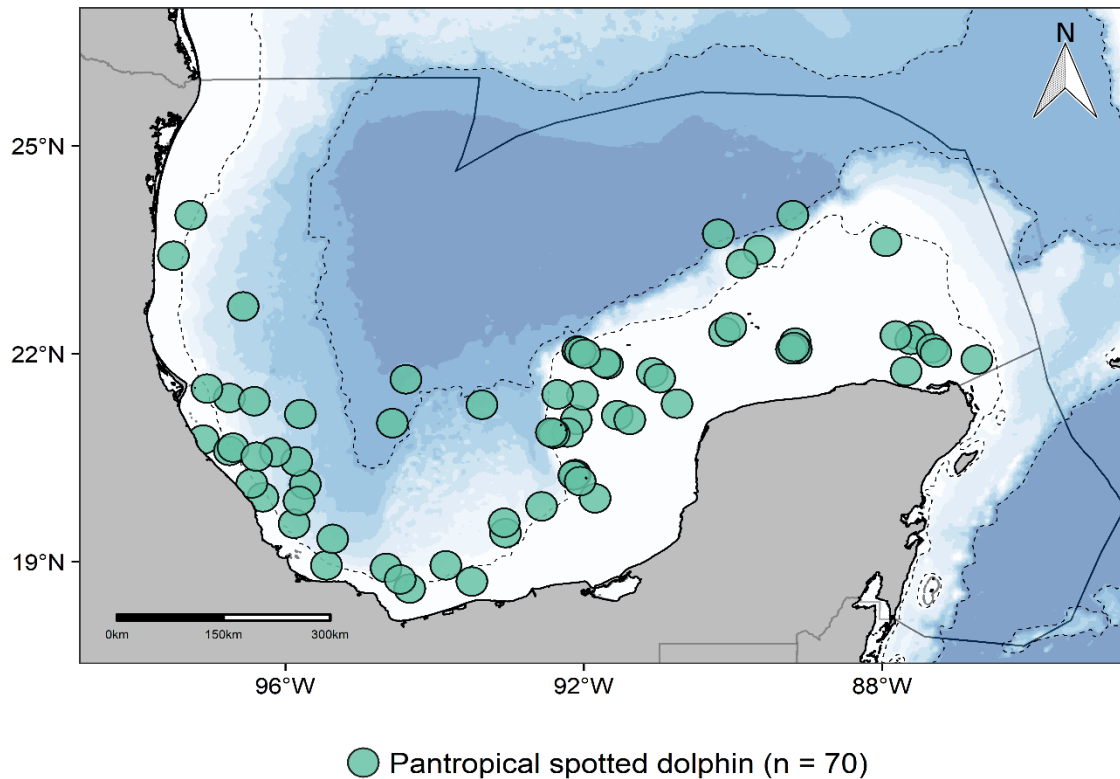 N
25°N
22°N
19°N
0km 150km 300km
96°W 92°W 88°W
Pantropical spotted dolphin (n = 70)